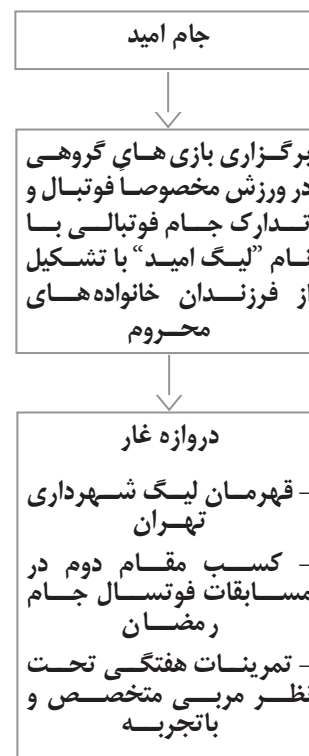 جام امید
برگزاری بازی‌های گروهی
در ورزش مخصوصاً فوتبال و
تدارک جام فوتبالی با
نام ”لیگ امید“ با تشکیل
از فرزندان خانواده‌های
محروم
دروازه غار
- قهرمان لیگ شهرداری
تهران
- کسب مقام دوم در
مسابقات فوتسال جام
رمضان
- تمرینات هفتگی تحت
نظر مربی متخصص و
باتجربه